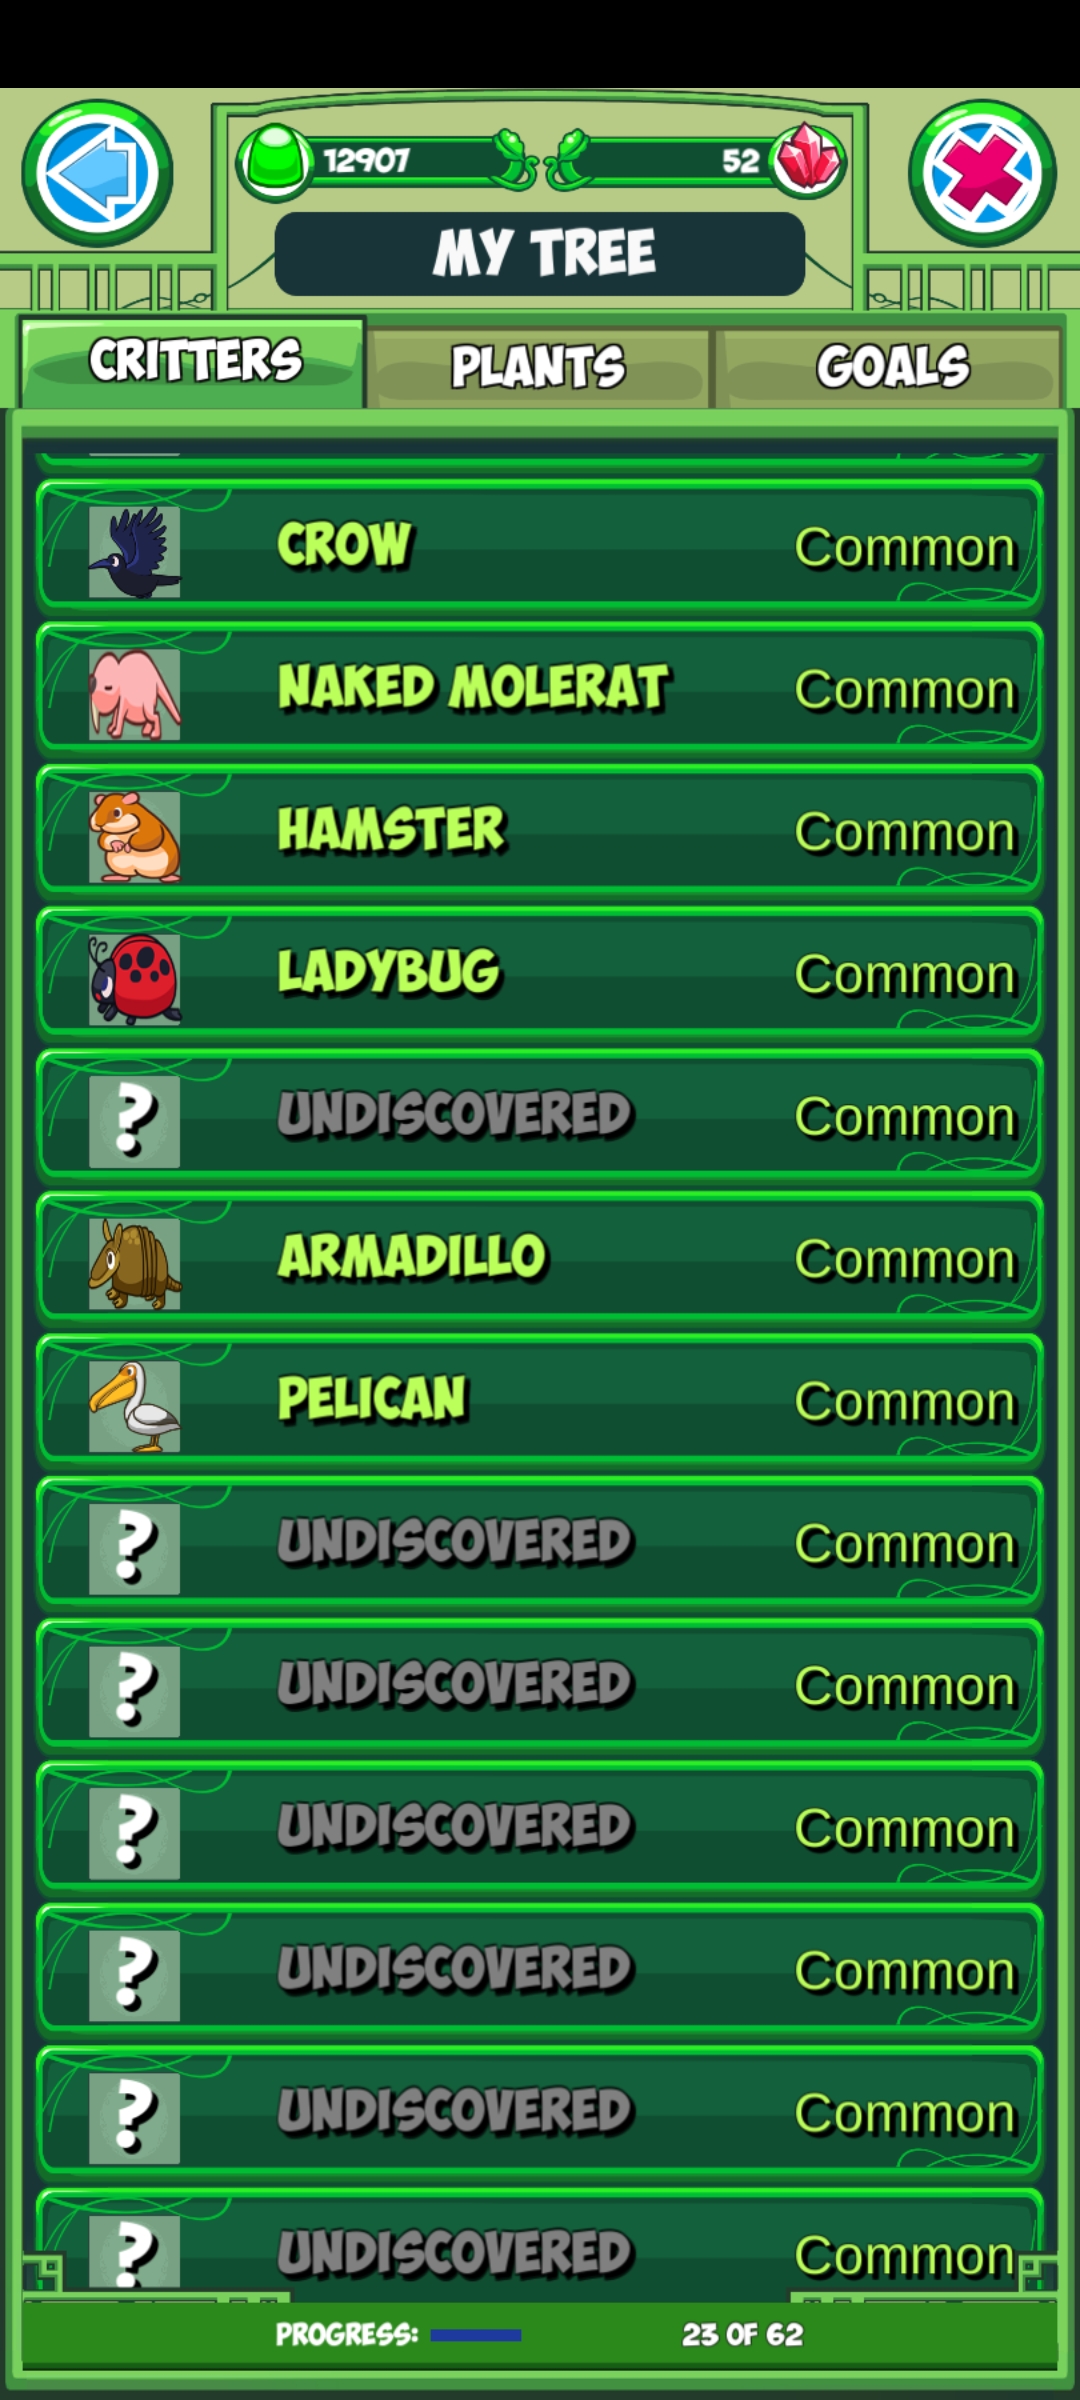 12907
52
MY TREE
CRITTERS
PLANTS
GOALS
CROW
Common
NAKED MOLERAT
Common
HAMSTER
Common
LADYBUG
Common
?
UNDISCOVERED
Common
ARMADILLO
Common
PELICAN
Common
?
UNDISCOVERED
Common
?
UNDISCOVERED
Common
?
UNDISCOVERED
Common
?
UNDISCOVERED
Common
?
UNDISCOVERED
Common
?
UNDISCOVERED
Common
PROGRESS:
23 OF 62